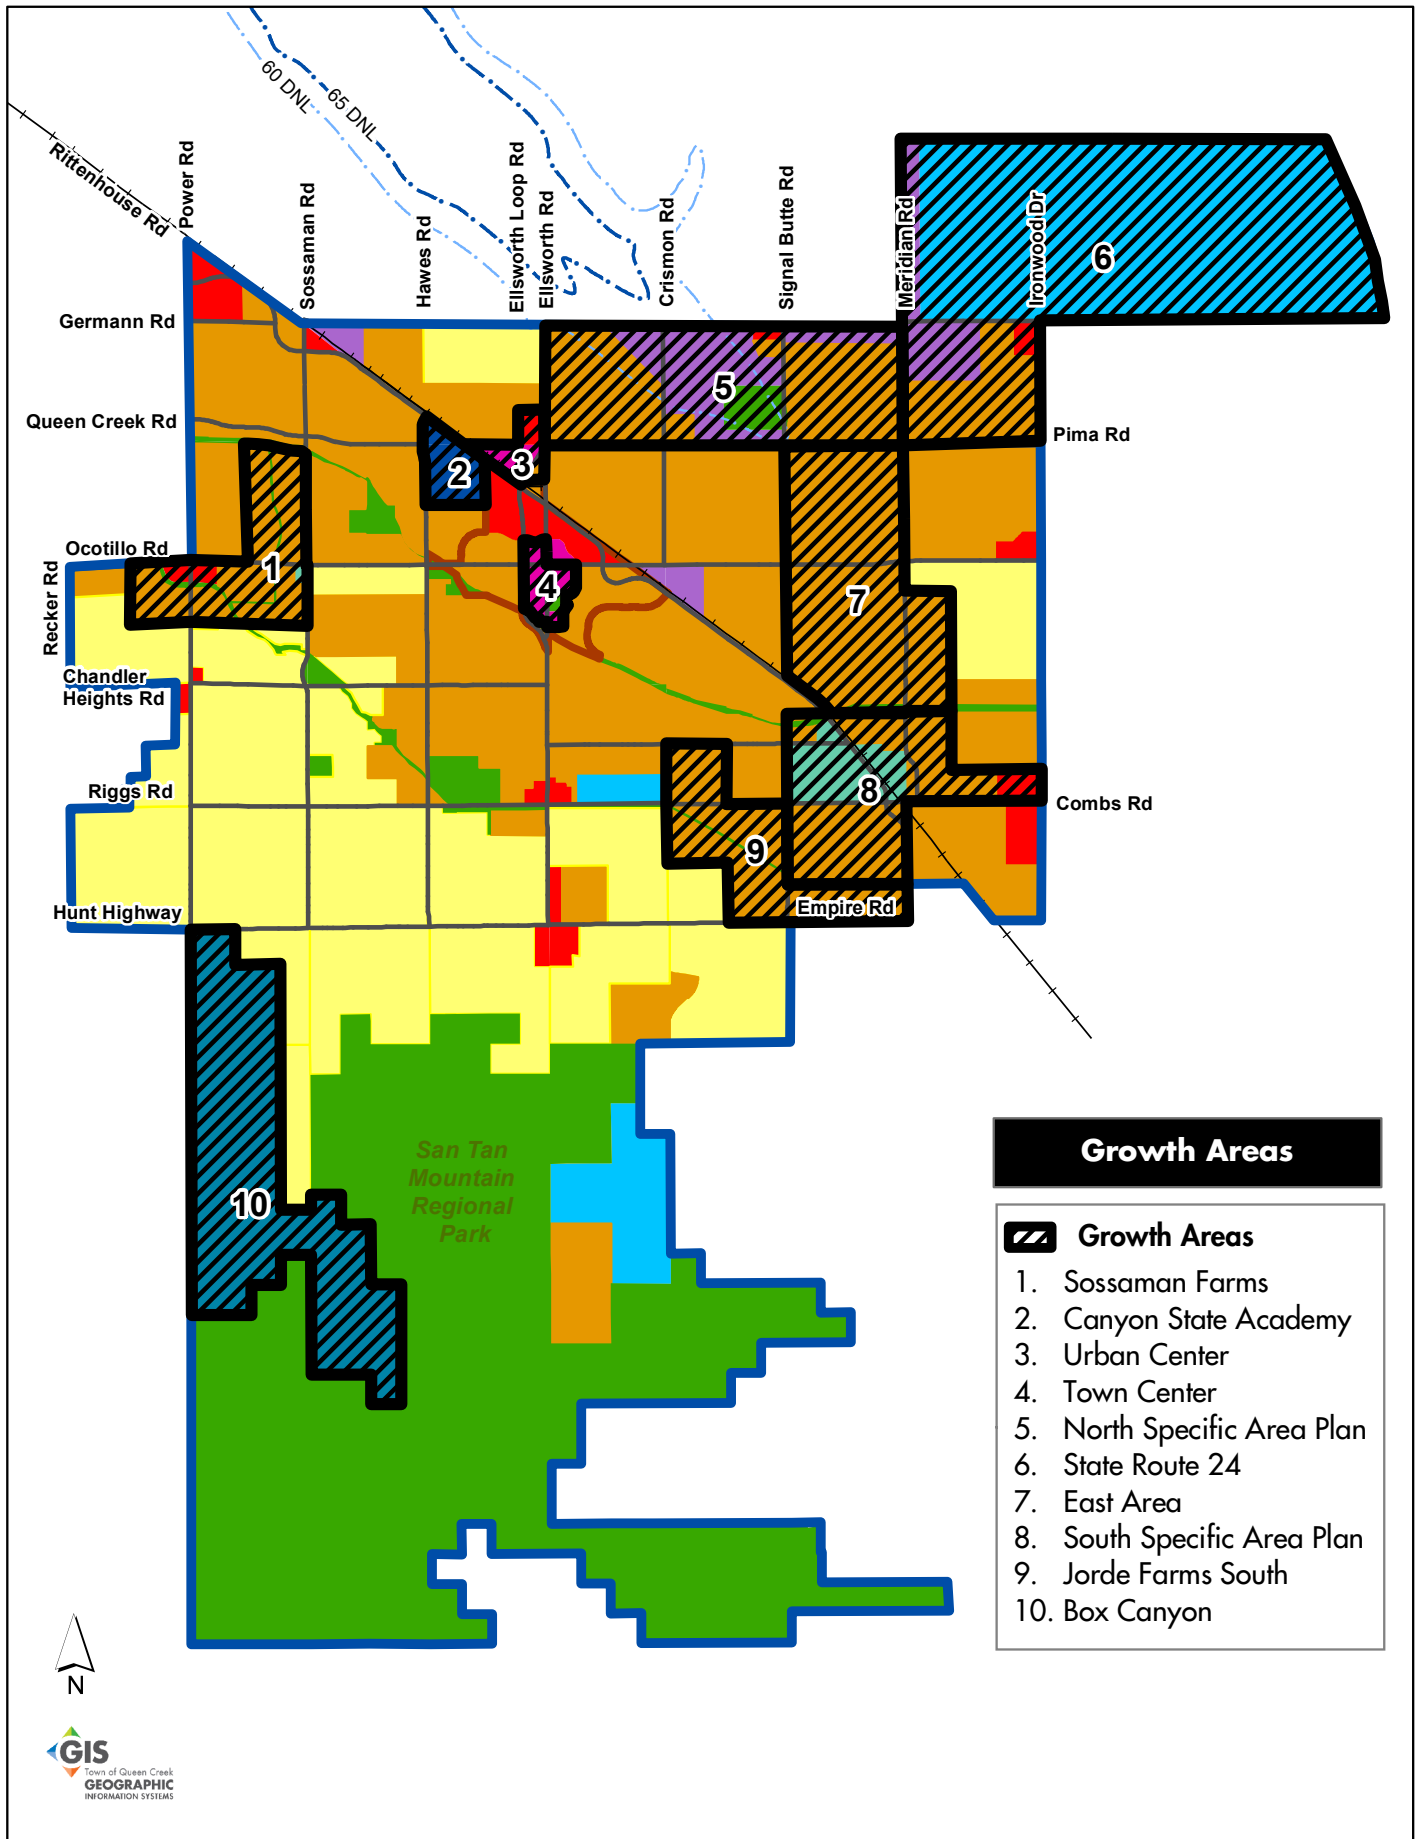 60 DNL
65 DNL
Rittenhouse Rd
Power Rd
Sossaman Rd
Hawes Rd
Ellsworth Loop Rd
Ellsworth Rd
Crismon Rd
Signal Butte Rd
Meridian Rd
Ironwood Dr
6
Germann Rd
5
Queen Creek Rd
Pima Rd
3
2
Ocotillo Rd
1
4
7
Recker Rd
Chandler
Heights Rd
8
Riggs Rd
Combs Rd
9
Hunt Highway
Empire Rd
San Tan
Mountain
Regional
Park
10
Growth Areas
Growth Areas
1. Sossaman Farms
2. Canyon State Academy
3. Urban Center
4. Town Center
5. North Specific Area Plan
6. State Route 24
7. East Area
8. South Specific Area Plan
9. Jorde Farms South
10. Box Canyon
N
GIS
Town of Queen Creek
GEOGRAPHIC
INFORMATION SYSTEMS